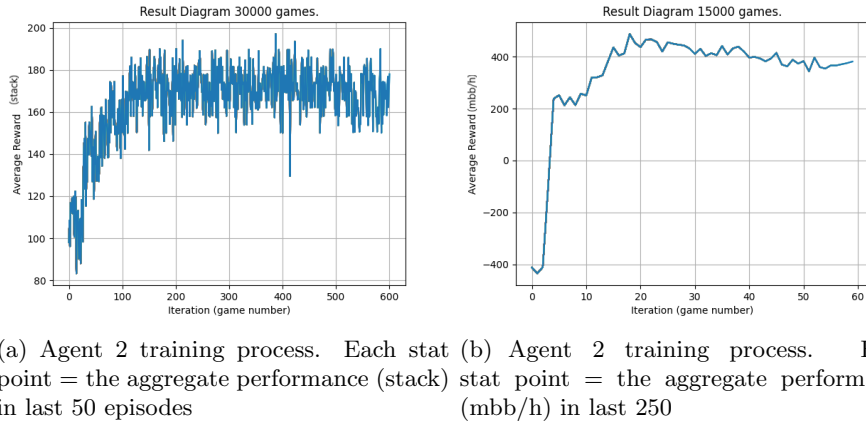 Result Diagram 30000 games.
200
180
160
140
120
100
80
Average Reward (stack)
0
100
200
300
400
500
600
Iteration (game number)
Result Diagram 15000 games.
400
200
0
−200
−400
Average Reward (mbb/h)
0
10
20
30
40
50
60
Iteration (game number)
(a) Agent 2 training process. Each stat
point = the aggregate performance (stack)
in last 50 episodes
(b) Agent 2 training process.
stat point = the aggregate perform
(mbb/h) in last 250